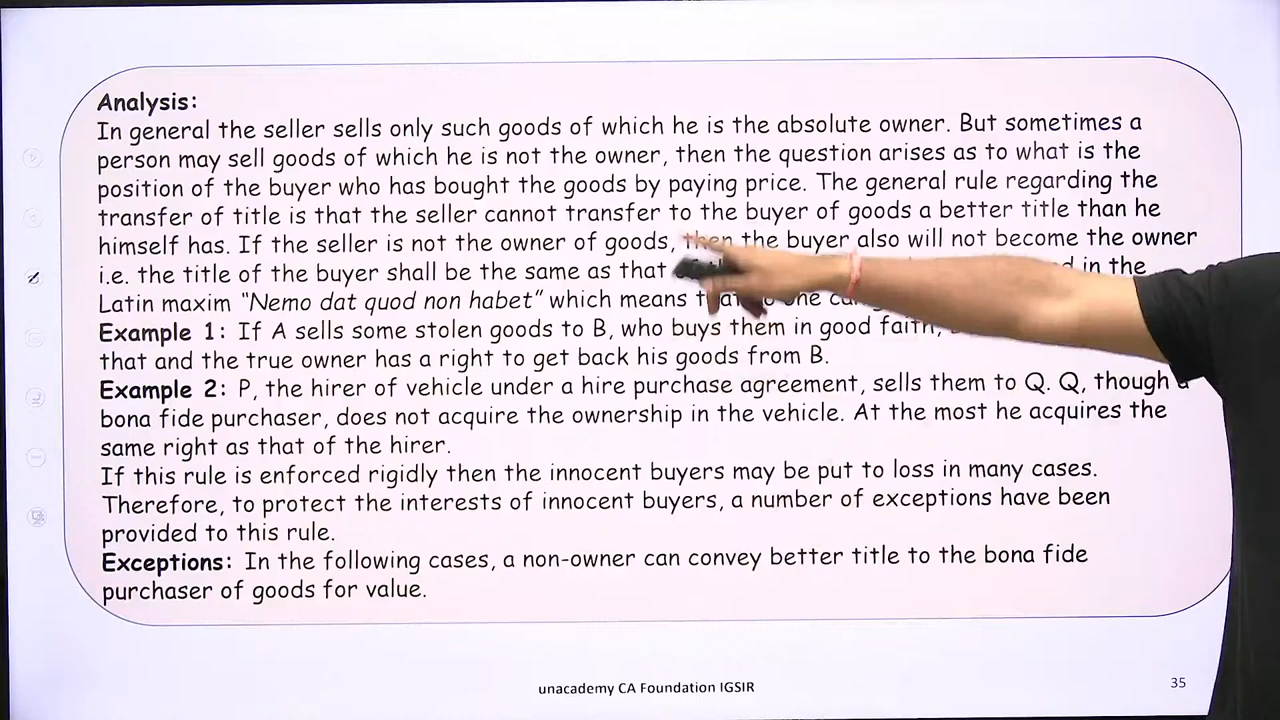 Analysis:
In general the seller sells only such goods of which he is the absolute owner. But sometimes a
person may sell goods of which he is not the owner, then the question arises as to what is the
position of the buyer who has bought the goods by paying price. The general rule regarding the
transfer of title is that the seller cannot transfer to the buyer of goods a better title than he
himself has. If the seller is not the owner of goods, then the buyer also will not become the owner
i.e. the title of the buyer shall be the same as that in the
Latin maxim "Nemo dat quod non habet" which means that no one
Example 1: If A sells some stolen goods to B, who buys them in good faith,
that and the true owner has a right to get back his goods from B.
Example 2: P, the hirer of vehicle under a hire purchase agreement, sells them to Q. Q, though a
bona fide purchaser, does not acquire the ownership in the vehicle. At the most he acquires the
same right as that of the hirer.
If this rule is enforced rigidly then the innocent buyers may be put to loss in many cases.
Therefore, to protect the interests of innocent buyers, a number of exceptions have been
provided to this rule.
Exceptions: In the following cases, a non-owner can convey better title to the bona fide
purchaser of goods for value.
unacademy CA Foundation IGSIR
35